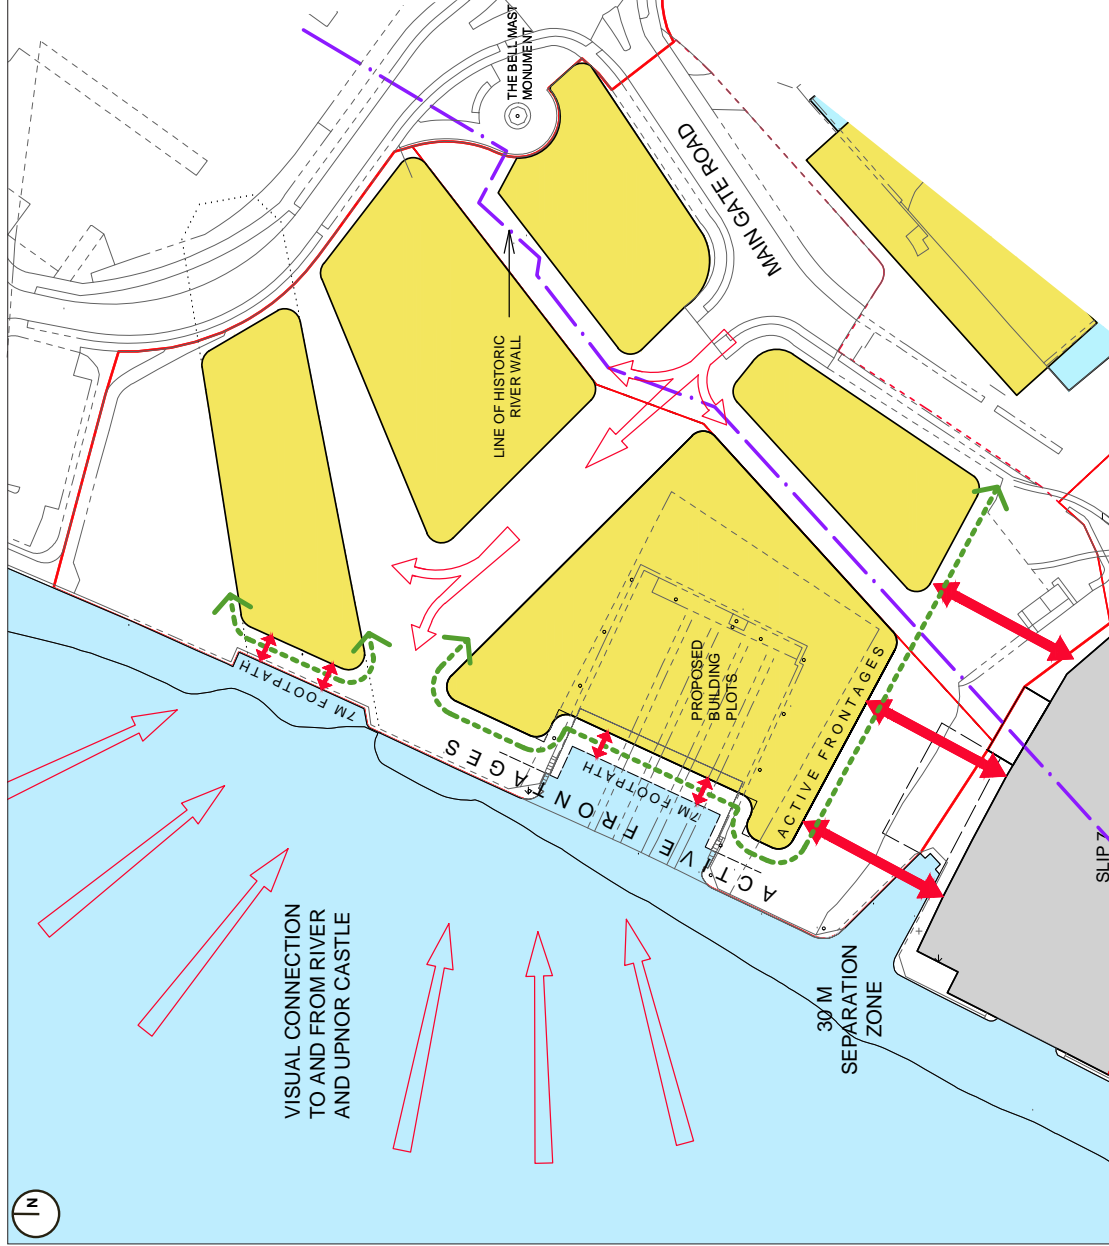 THE BELL MAST
MONUMENT
MAIN GATE ROAD
LINE OF HISTORIC
RIVER WALL
7M FOOTPATH
PROPOSED
BUILDING
PLOTS
7M FOOTPATH
ACTIVE FRONTAGES
ACTIVE FRONTAGES
VISUAL CONNECTION
TO AND FROM RIVER
AND UPNOR CASTLE
30 M
SEPARATION
ZONE
SLIP 7
N